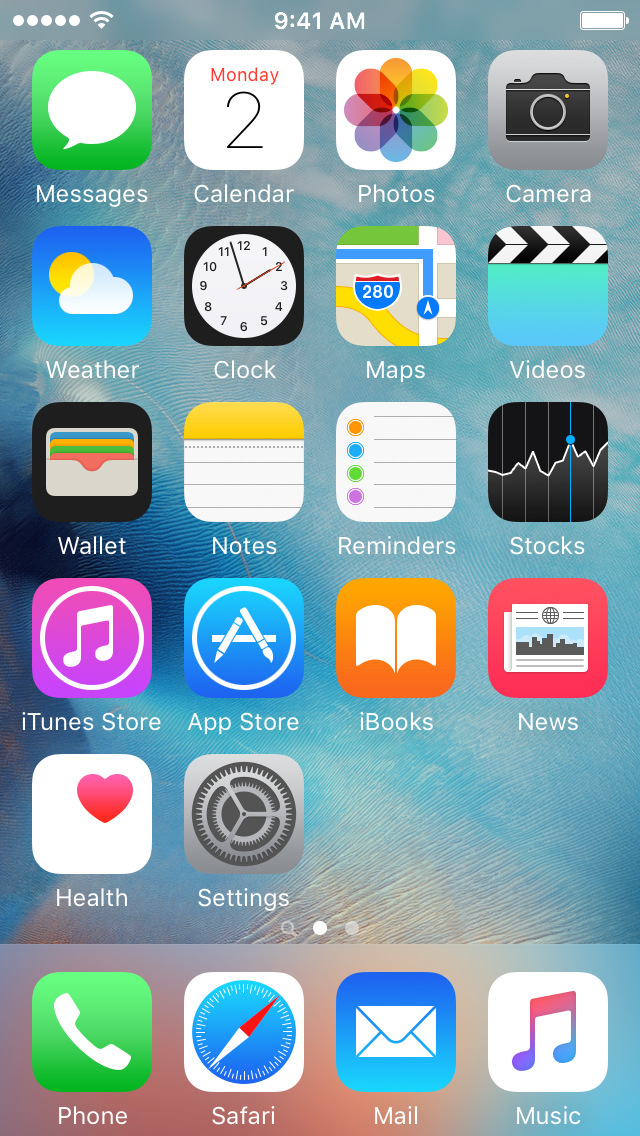 9:41 AM
Monday
2
Messages
Calendar
Photos
Camera
12
11
1
10
2
9
3
8
4
7
5
6
280
Weather
Clock
Maps
Videos
Wallet
Notes
Reminders
Stocks
iTunes Store
App Store
iBooks
News
Health
Settings
Phone
Safari
Mail
Music